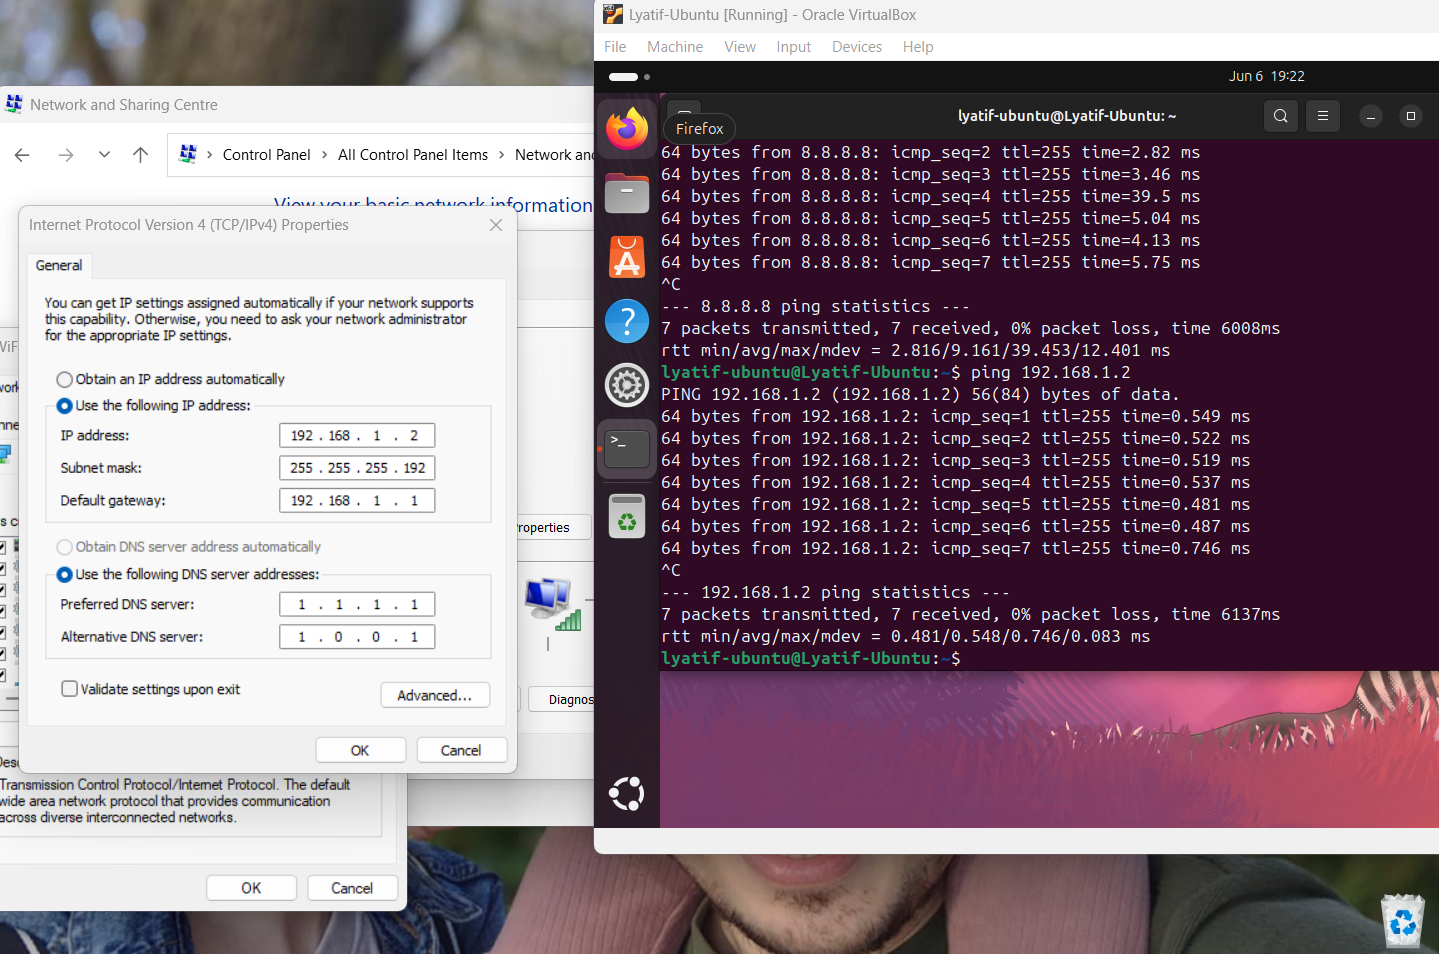 Lyatif-Ubuntu [Running] - Oracle VirtualBox
File Machine View Input Devices Help
Jun 6 19:22
lyatif-ubuntu@Lyatif-Ubuntu: ~
Firefox
64 bytes from 8.8.8.8: icmp_seq=2 ttl=255 time=2.82 ms
64 bytes from 8.8.8.8: icmp_seq=3 ttl=255 time=3.46 ms
64 bytes from 8.8.8.8: icmp_seq=4 ttl=255 time=39.5 ms
64 bytes from 8.8.8.8: icmp_seq=5 ttl=255 time=5.04 ms
64 bytes from 8.8.8.8: icmp_seq=6 ttl=255 time=4.13 ms
64 bytes from 8.8.8.8: icmp_seq=7 ttl=255 time=5.75 ms
^C
--- 8.8.8.8 ping statistics ---
7 packets transmitted, 7 received, 0% packet loss, time 6008ms
rtt min/avg/max/mdev = 2.816/9.161/39.453/12.401 ms
lyatif-ubuntu@Lyatif-Ubuntu:~$ ping 192.168.1.2
PING 192.168.1.2 (192.168.1.2) 56(84) bytes of data.
64 bytes from 192.168.1.2: icmp_seq=1 ttl=255 time=0.549 ms
64 bytes from 192.168.1.2: icmp_seq=2 ttl=255 time=0.522 ms
64 bytes from 192.168.1.2: icmp_seq=3 ttl=255 time=0.519 ms
64 bytes from 192.168.1.2: icmp_seq=4 ttl=255 time=0.537 ms
64 bytes from 192.168.1.2: icmp_seq=5 ttl=255 time=0.481 ms
64 bytes from 192.168.1.2: icmp_seq=6 ttl=255 time=0.487 ms
64 bytes from 192.168.1.2: icmp_seq=7 ttl=255 time=0.746 ms
^C
--- 192.168.1.2 ping statistics ---
7 packets transmitted, 7 received, 0% packet loss, time 6137ms
rtt min/avg/max/mdev = 0.481/0.548/0.746/0.083 ms
lyatif-ubuntu@Lyatif-Ubuntu:~$
Network and Sharing Centre
Control Panel > All Control Panel Items > Network and
View your basic network information
Internet Protocol Version 4 (TCP/IPv4) Properties
General
You can get IP settings assigned automatically if your network supports
this capability. Otherwise, you need to ask your network administrator
for the appropriate IP settings.
Obtain an IP address automatically
Use the following IP address:
IP address: 192 . 168 . 1 . 2
Subnet mask: 255 . 255 . 255 . 192
Default gateway: 192 . 168 . 1 . 1
Obtain DNS server address automatically
Use the following DNS server addresses:
Preferred DNS server: 1 . 1 . 1 . 1
Alternative DNS server: 1 . 0 . 0 . 1
Validate settings upon exit
Advanced...
OK Cancel
roperties
Diagnos
Transmission Control Protocol/Internet Protocol. The default
wide area network protocol that provides communication
across diverse interconnected networks.
OK Cancel